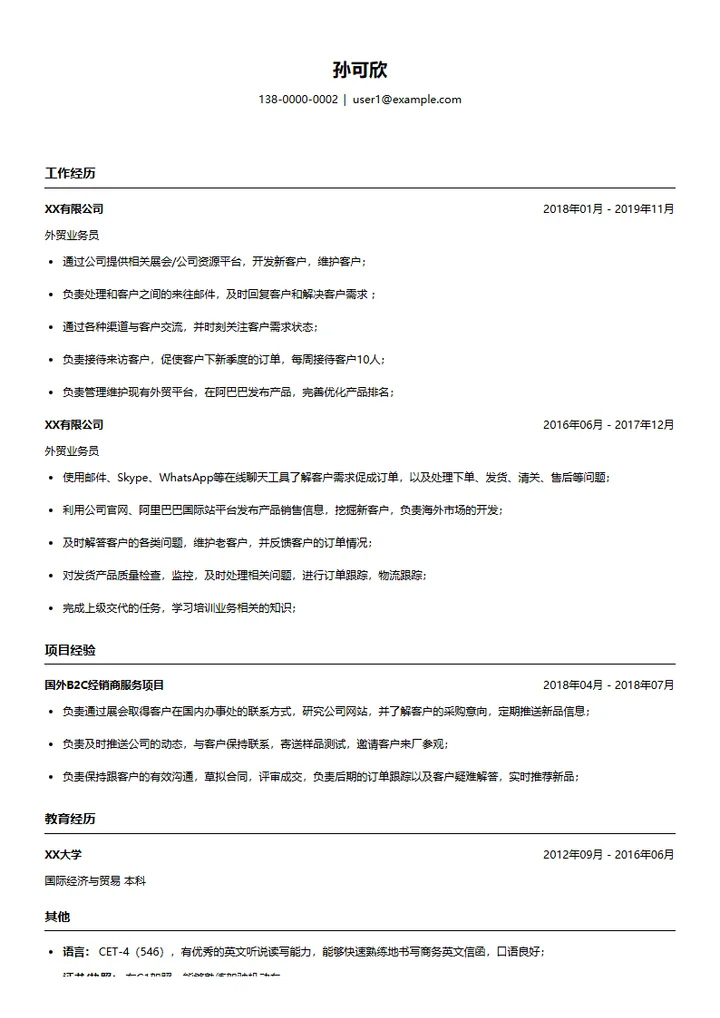 孙可欣
138-0000-0002 | user1@example.com
工作经历
XX有限公司 2018年01月 - 2019年11月
外贸业务员
• 通过公司提供相关展会/公司资源平台，开发新客户，维护客户；
• 负责处理和客户之间的来往邮件，及时回复客户和解决客户需求；
• 通过各种渠道与客户交流，并时刻关注客户需求状态；
• 负责接待来访客户，促使客户下新季度的订单，每周接待客户10人；
• 负责管理维护现有外贸平台，在阿巴巴发布产品，完善优化产品排名；
XX有限公司 2016年06月 - 2017年12月
外贸业务员
• 使用邮件、Skype、WhatsApp等在线聊天工具了解客户需求促成订单，以及处理下单、发货、清关、售后等问题；
• 利用公司官网、阿里巴巴国际站平台发布产品销售信息，挖掘新客户，负责海外市场的开发；
• 及时解答客户的各类问题，维护老客户，并反馈客户的订单情况；
• 对发货产品质量检查，监控，及时处理相关问题，进行订单跟踪，物流跟踪；
• 完成上级交代的任务，学习培训业务相关的知识；
项目经验
国外B2C经销商服务项目 2018年04月 - 2018年07月
• 负责通过展会取得客户在国内办事处的联系方式，研究公司网站，并了解客户的采购意向，定期推送新品信息；
• 负责及时推送公司的动态，与客户保持联系，寄送样品测试，邀请客户来厂参观；
• 负责保持跟客户的有效沟通，草拟合同，评审成交，负责后期的订单跟踪以及客户疑难解答，实时推荐新品；
教育经历
XX大学 2012年09月 - 2016年06月
国际经济与贸易 本科
其他
• 语言： CET-4（546），有优秀的英文听说读写能力，能够快速熟练地书写商务英文信函，口语良好；